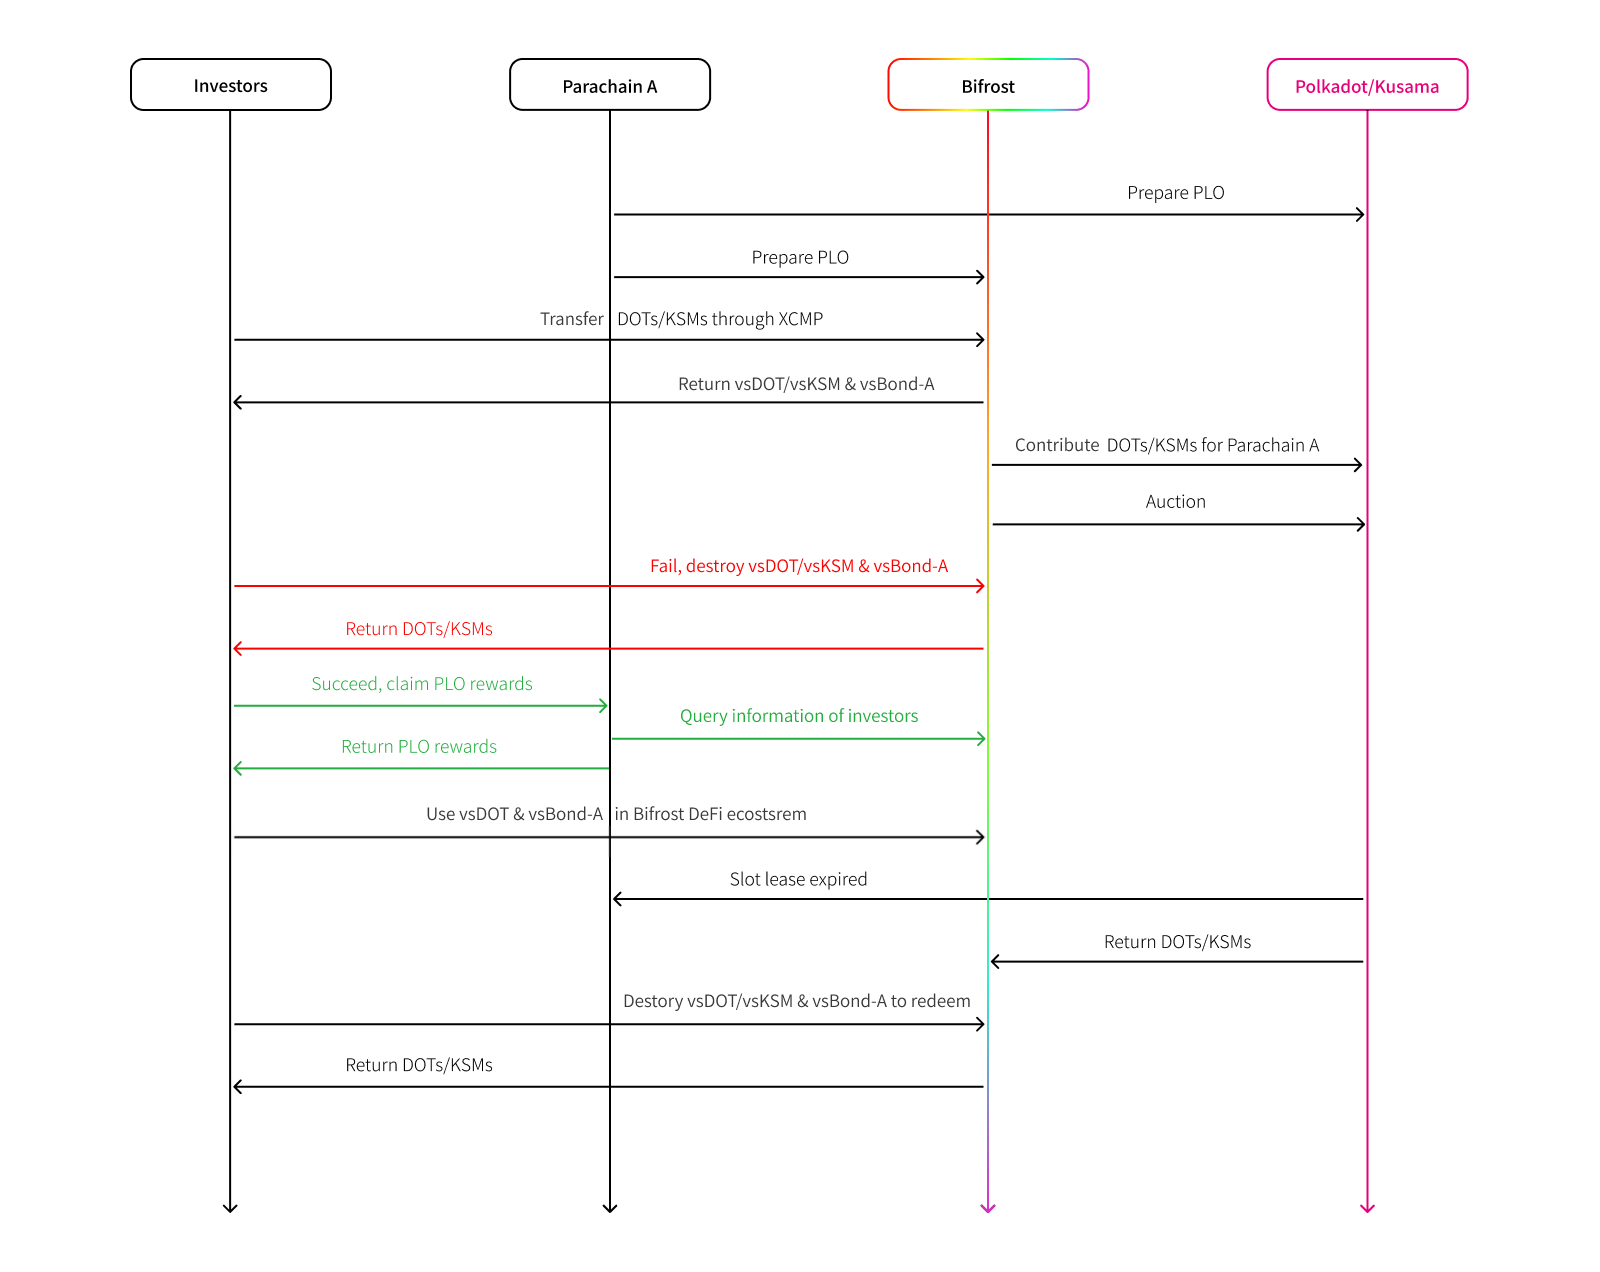 Investors
Parachain A
Bifrost
Polkadot/Kusama
Prepare PLO
Prepare PLO
Transfer DOTs/KSMs through XCMP
Return vsDOT/vsKSM & vsBond-A
Contribute DOTs/KSMs for Parachain A
Auction
Fail, destroy vsDOT/vsKSM & vsBond-A
Return DOTs/KSMs
Succeed, claim PLO rewards
Query information of investors
Return PLO rewards
Use vsDOT & vsBond-A in Bifrost DeFi ecostsrem
Slot lease expired
Return DOTs/KSMs
Destory vsDOT/vsKSM & vsBond-A to redeem
Return DOTs/KSMs